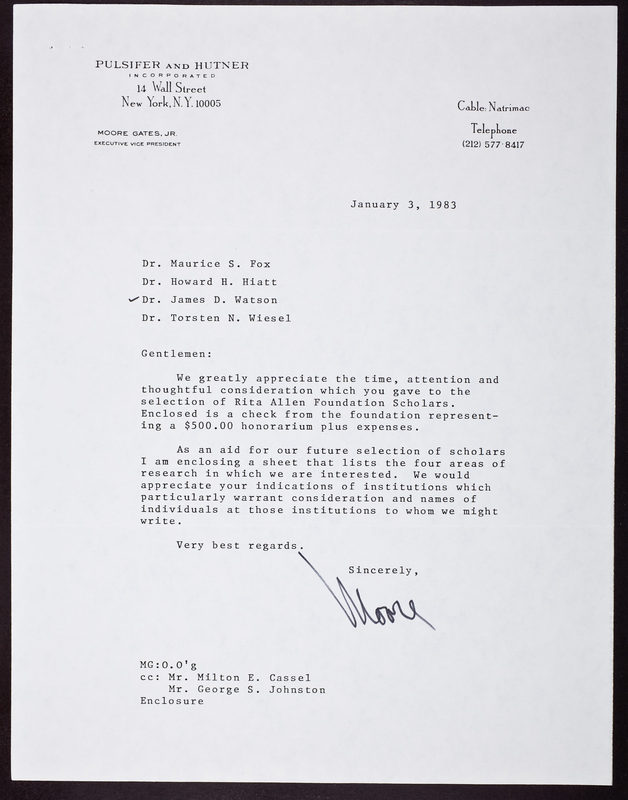 PULSIFER AND HUTNER
INCORPORATED
14 Wall Street
New York, N.Y. 10005
MOORE GATES, JR.
EXECUTIVE VICE PRESIDENT
Cable: Natrimac
Telephone
(212) 577-8417
January 3, 1983
Dr. Maurice S. Fox
Dr. Howard H. Hiatt
✓Dr. James D. Watson
Dr. Torsten N. Wiesel
Gentlemen:
We greatly appreciate the time, attention and
thoughtful consideration which you gave to the
selection of Rita Allen Foundation Scholars.
Enclosed is a check from the foundation represent-
ing a $500.00 honorarium plus expenses.
As an aid for our future selection of scholars
I am enclosing a sheet that lists the four areas of
research in which we are interested. We would
appreciate your indications of institutions which
particularly warrant consideration and names of
individuals at those institutions to whom we might
write.
Very best regards.
Sincerely,
Moore
MG:O.O'g
cc: Mr. Milton E. Cassel
Mr. George S. Johnston
Enclosure